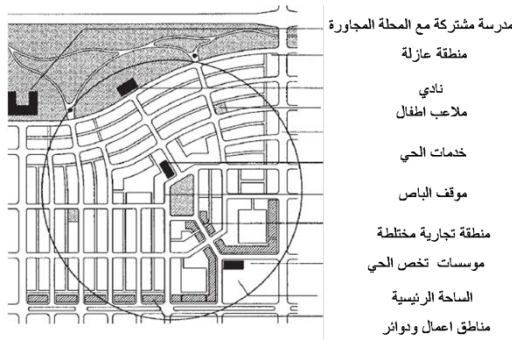 مدرسة مشتركة مع المحلة المجاورة
منطقة عازلة
نادي
ملاعب اطفال
خدمات الحي
موقف الباص
منطقة تجارية مختلطة
موسسات تخص الحي
الساحة الرئيسية
مناطق اعمال ودوائر